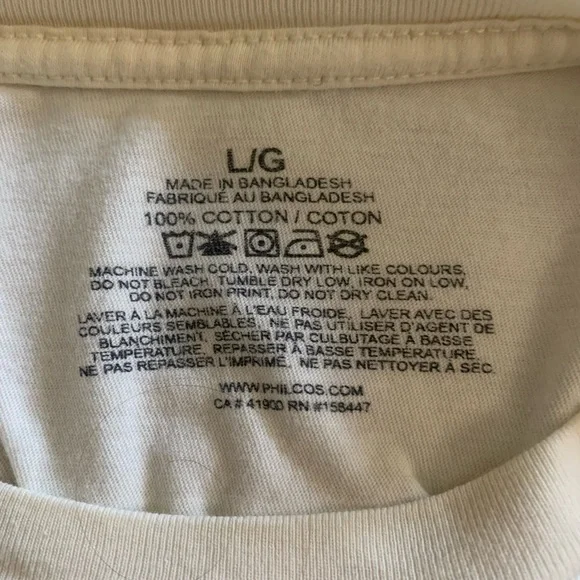 L/G
MADE IN BANGLADESH
FABRIQUÉ AU BANGLADESH
100% COTTON / COTON
MACHINE WASH COLD, WASH WITH LIKE COLOURS,
DO NOT BLEACH, TUMBLE DRY LOW, IRON ON LOW,
DO NOT IRON PRINT, DO NOT DRY CLEAN.
LAVER À LA MACHINE À L'EAU FROIDE, LAVER AVEC DES
COULEURS SEMBLABLES, NE PAS UTILISER D'AGENT DE
BLANCHIMENT, SÉCHER PAR CULBUTAGE À BASSE
TEMPÉRATURE, REPASSER À BASSE TEMPÉRATURE,
NE PAS REPASSER L'IMPRIMÉ, NE PAS NETTOYER À SEC.
WWW.PHILCOS.COM
CA # 41900 RN #158447